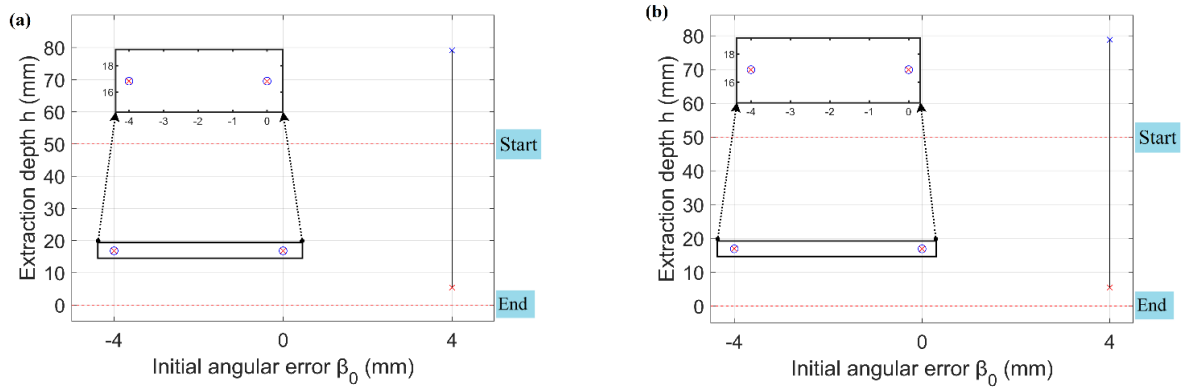 (a)
Extraction depth h (mm)
80
70
60
50
40
30
20
10
0
18
16
-4 -3 -2 -1 0
Start
End
-4 0 4
Initial angular error β0 (mm)
(b)
Extraction depth h (mm)
80
70
60
50
40
30
20
10
0
18
16
-4 -3 -2 -1 0
Start
End
-4 0 4
Initial angular error β0 (mm)